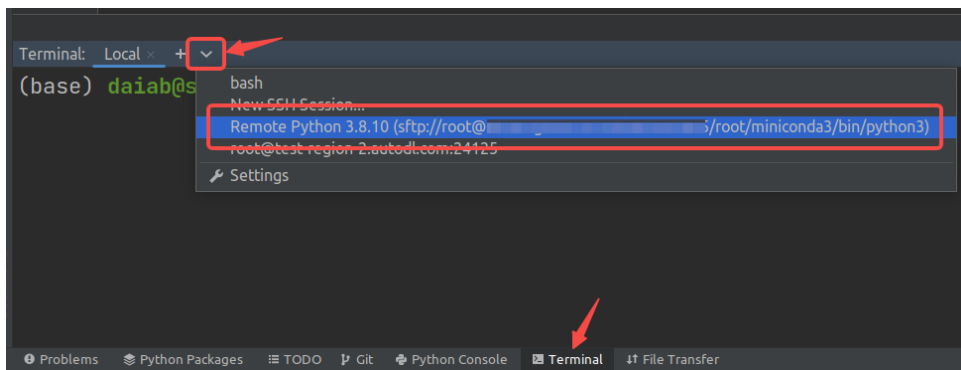 Terminal: Local × +
(base) daiab@s
bash
New SSH Session...
Remote Python 3.8.10 (sftp://root@ /root/miniconda3/bin/python3)
root@test-region-2.autodl.com:24125
Settings
Problems Python Packages TODO Git Python Console Terminal File Transfer